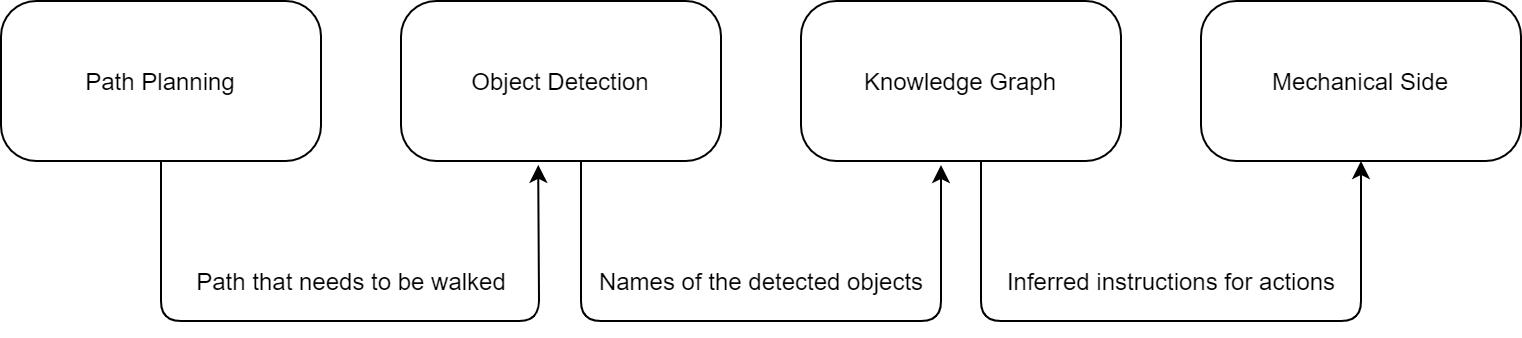 Path Planning
Object Detection
Knowledge Graph
Mechanical Side
Path that needs to be walked
Names of the detected objects
Inferred instructions for actions